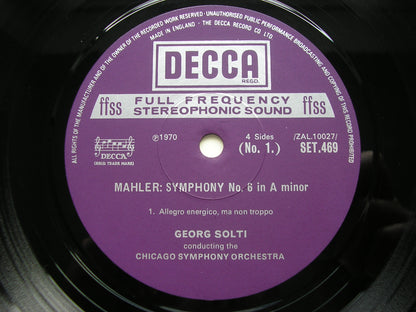 ALL RIGHTS OF THE MANUFACTURER AND OF THE OWNER OF THE RECORDED WORK RESERVED · UNAUTHORISED PUBLIC PERFORMANCE BROADCASTING AND COPYING OF THIS RECORD PROHIBITED
MADE IN ENGLAND · THE DECCA RECORD CO LTD
DECCA
REGD.
ffss FULL FREQUENCY ffss
STEREOPHONIC SOUND
DECCA
(REGD. TRADE MARK)
℗1970
4 Sides
(No. 1.)
/ZAL.10027/
SET.469
MAHLER: SYMPHONY No. 6 in A minor
1. Allegro energico, ma non troppo
GEORG SOLTI
conducting the
CHICAGO SYMPHONY ORCHESTRA